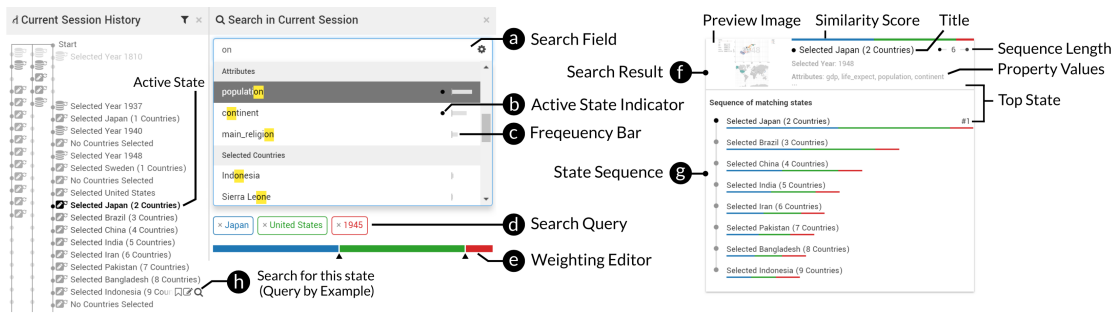 d Current Session History
Start
Selected Year 1810
Active State
Selected Year 1937
Selected Japan (1 Countries)
Selected Year 1940
No Countries Selected
Selected Year 1948
Selected Sweden (1 Countries)
No Countries Selected
Selected United States
Selected Japan (2 Countries)
Selected Brazil (3 Countries)
Selected China (4 Countries)
Selected India (5 Countries)
Selected Iran (6 Countries)
Selected Pakistan (7 Countries)
Selected Bangladesh (8 Countries)
Selected Indonesia (9 Cou
No Countries Selected
Q Search in Current Session
on
Attributes
population
continent
main_religion
Selected Countries
Indonesia
Sierra Leone
× Japan
× United States
× 1945
a Search Field
b Active State Indicator
c Freqeuency Bar
d Search Query
e Weighting Editor
h Search for this state
(Query by Example)
Preview Image
Similarity Score
Title
Selected Japan (2 Countries)
6
Sequence Length
Selected Year: 1948
Attributes: gdp, life_expect, population, continent
Property Values
Search Result f
Top State
Sequence of matching states
Selected Japan (2 Countries)
#1
Selected Brazil (3 Countries)
Selected China (4 Countries)
State Sequence g
Selected India (5 Countries)
Selected Iran (6 Countries)
Selected Pakistan (7 Countries)
Selected Bangladesh (8 Countries)
Selected Indonesia (9 Countries)